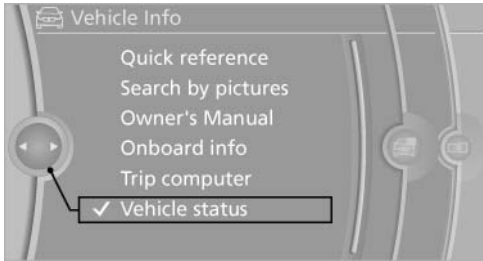 Vehicle Info
Quick reference
Search by pictures
Owner's Manual
Onboard info
Trip computer
✓ Vehicle status